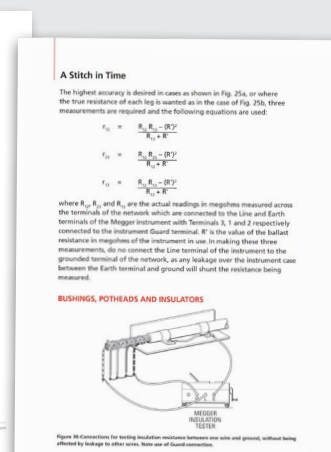 A Stitch in Time
The highest accuracy is desired in cases as shown in Fig. 25a, or where
the true resistance of each leg is wanted as in the case of Fig. 25b, three
measurements are required and the following equations are used:
where R₁₂, R₂₃ and R₁₃ are the actual readings in megohms measured across
the terminals of the network which are connected to the Line and Earth
terminals of the Megger instrument with Terminals 3, 1 and 2 respectively
connected to the instrument Guard terminal. R' is the value of the ballast
resistance in megohms of the instrument in use. In making these three
measurements, do no connect the Line terminal of the instrument to the
grounded terminal of the network, as any leakage over the instrument case
between the Earth terminal and ground will shunt the resistance being
measured.
BUSHINGS, POTHEADS AND INSULATORS
MEGGER
INSULATION
TESTER
Figure 30-Connections for testing insulation resistance between one wire and ground, without being
affected by leakage to other wires. Note use of Guard connection.